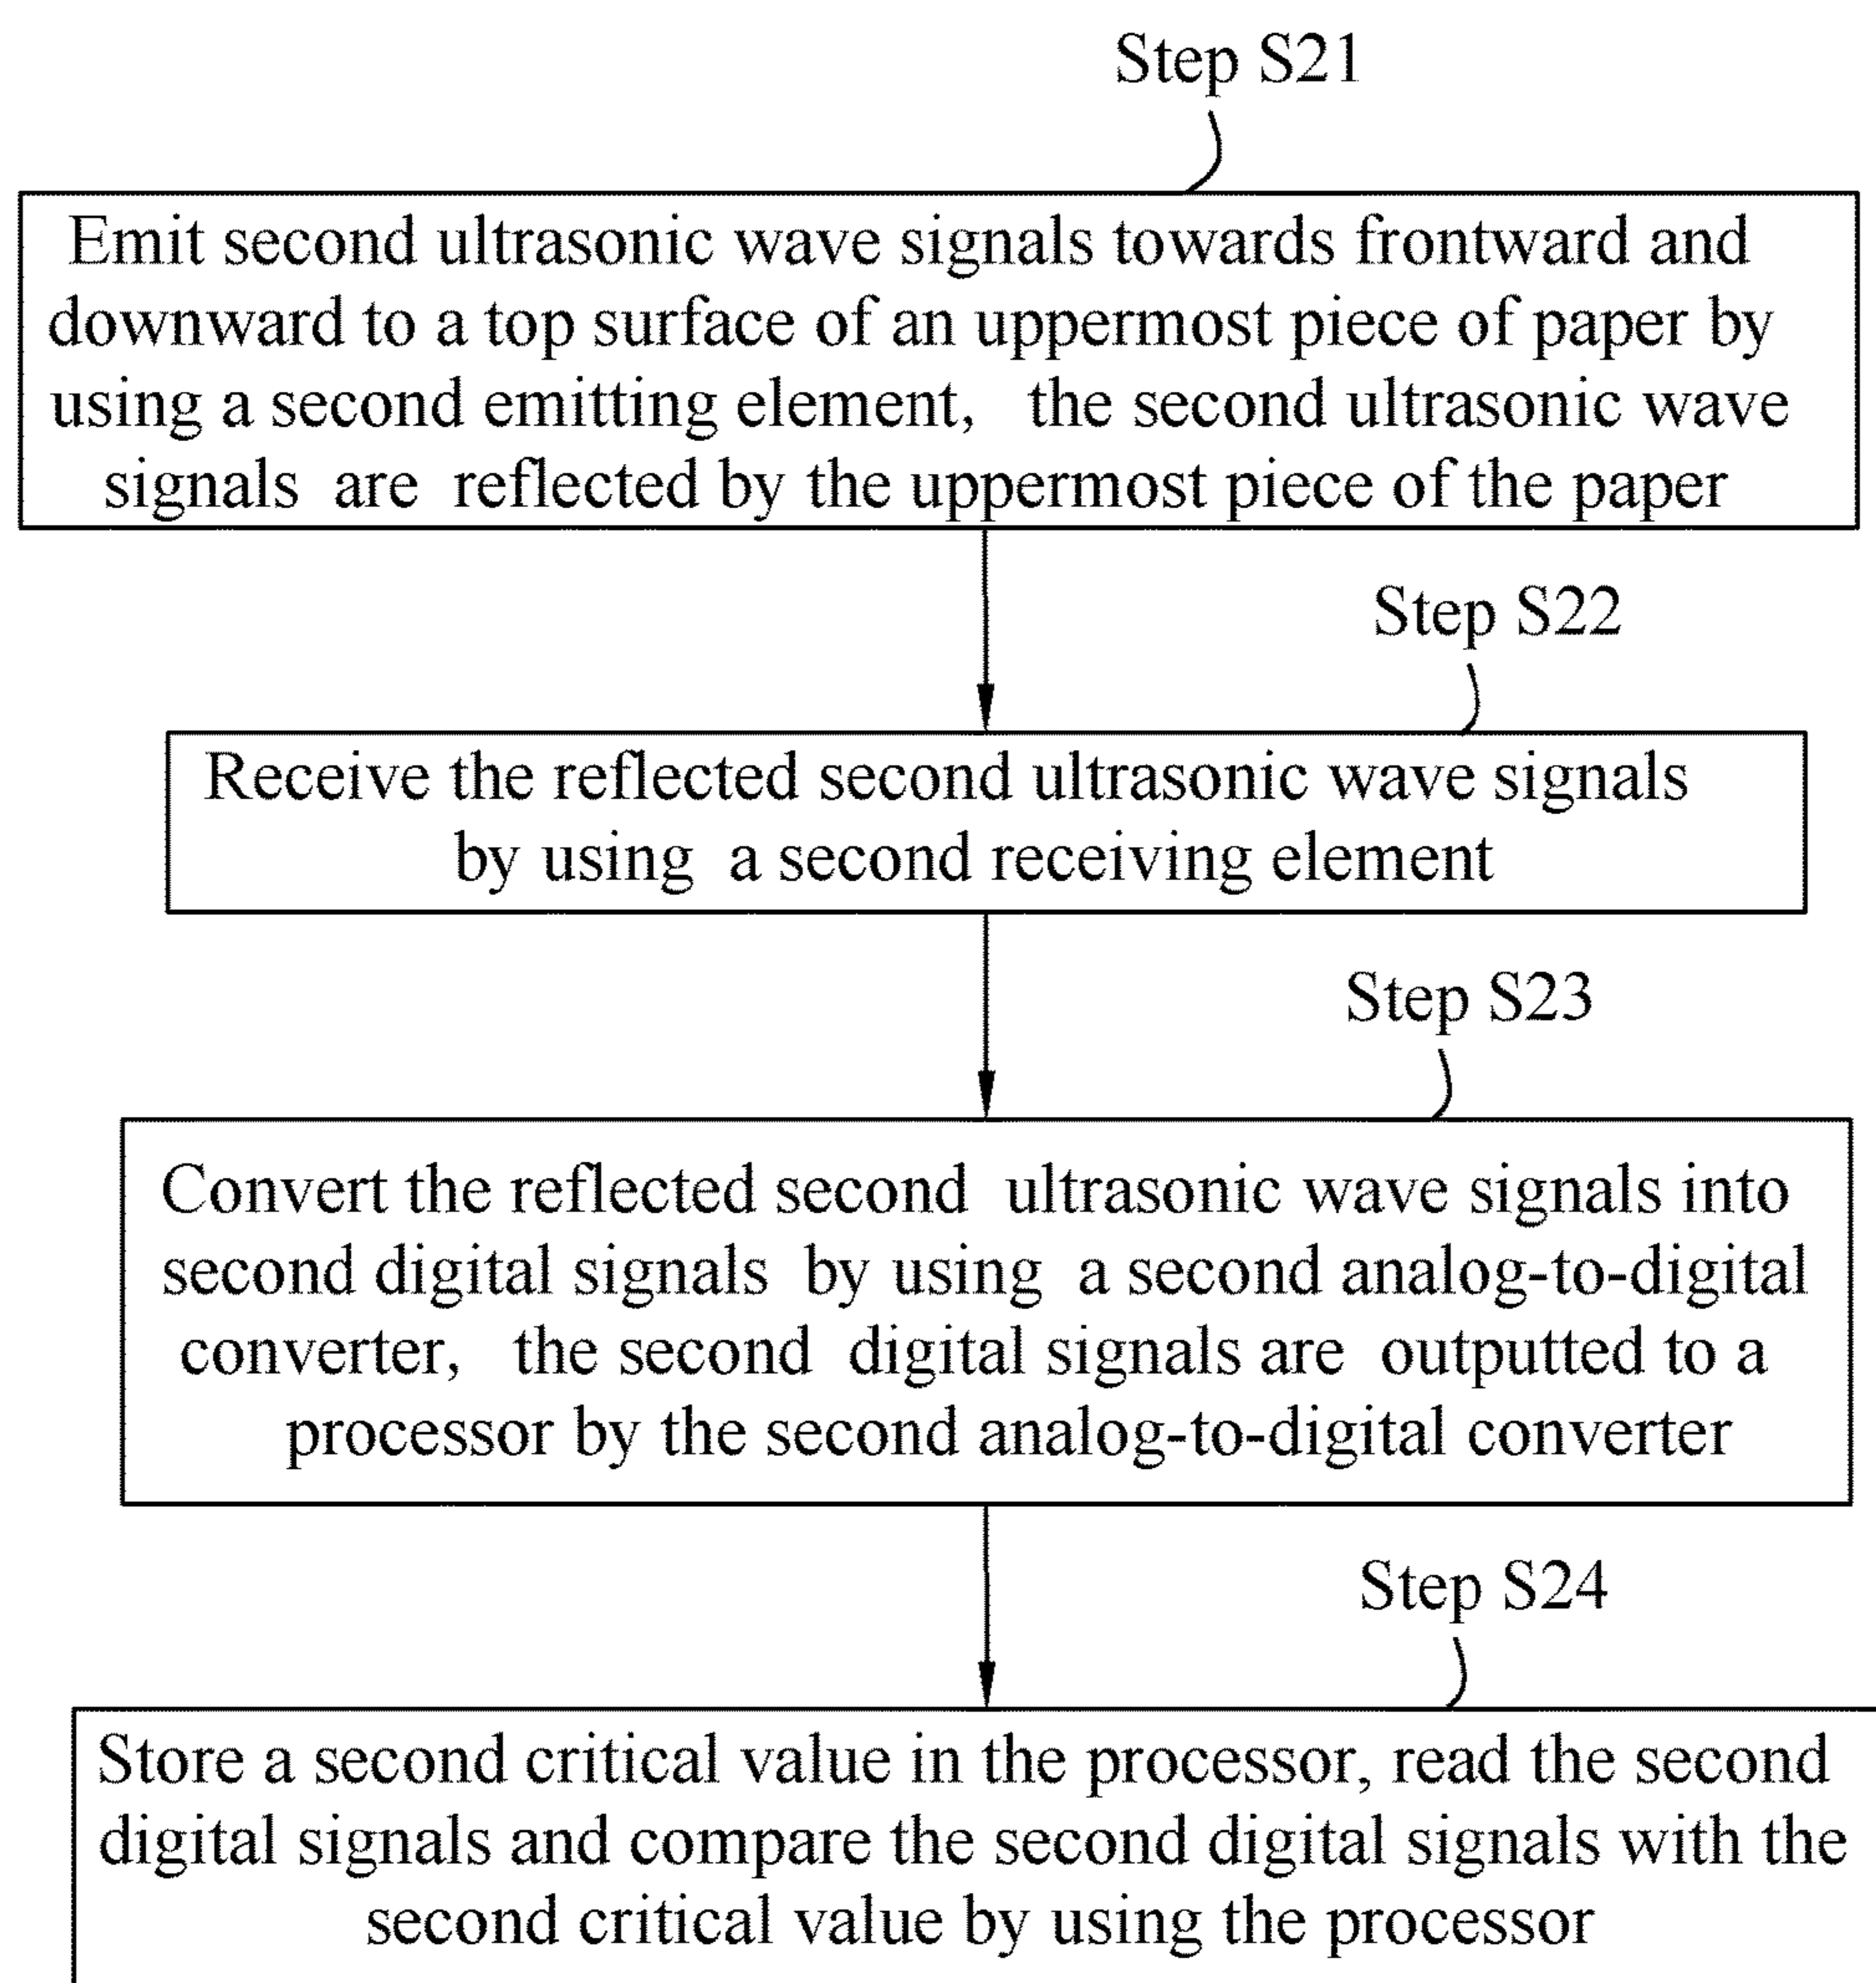 Step S21
Emit second ultrasonic wave signals towards frontward and
downward to a top surface of an uppermost piece of paper by
using a second emitting element, the second ultrasonic wave
signals are reflected by the uppermost piece of the paper
Step S22
Receive the reflected second ultrasonic wave signals
by using a second receiving element
Step S23
Convert the reflected second ultrasonic wave signals into
second digital signals by using a second analog-to-digital
converter, the second digital signals are outputted to a
processor by the second analog-to-digital converter
Step S24
Store a second critical value in the processor, read the second
digital signals and compare the second digital signals with the
second critical value by using the processor